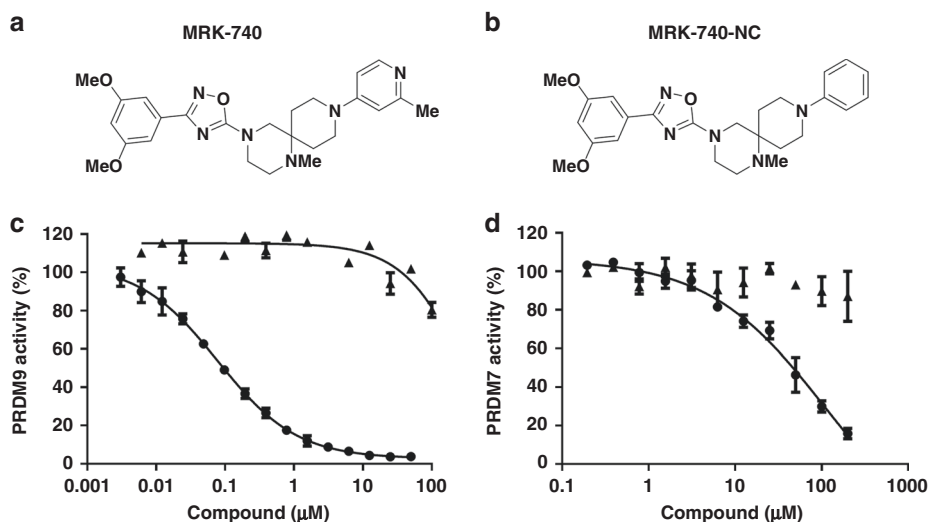 a
MRK-740
MeO
MeO
N
O
N
N
NMe
N
N
Me
b
MRK-740-NC
MeO
MeO
N
O
N
N
N
Me
N
c
PRDM9 activity (%)
120
100
80
60
40
20
0
0.001
0.01
0.1
1
10
100
Compound (μM)
d
PRDM7 activity (%)
120
100
80
60
40
20
0
0.1
1
10
100
1000
Compound (μM)